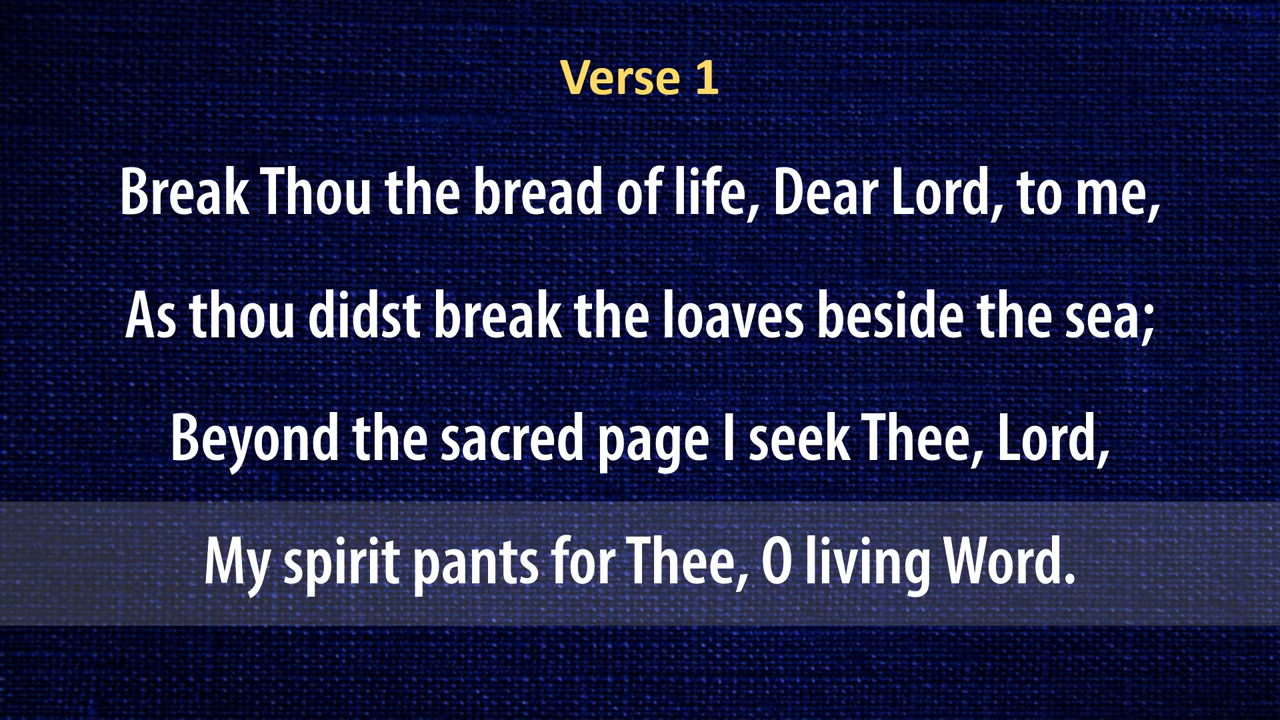 Verse 1
Break Thou the bread of life, Dear Lord, to me,
As thou didst break the loaves beside the sea;
Beyond the sacred page I seek Thee, Lord,
My spirit pants for Thee, O living Word.